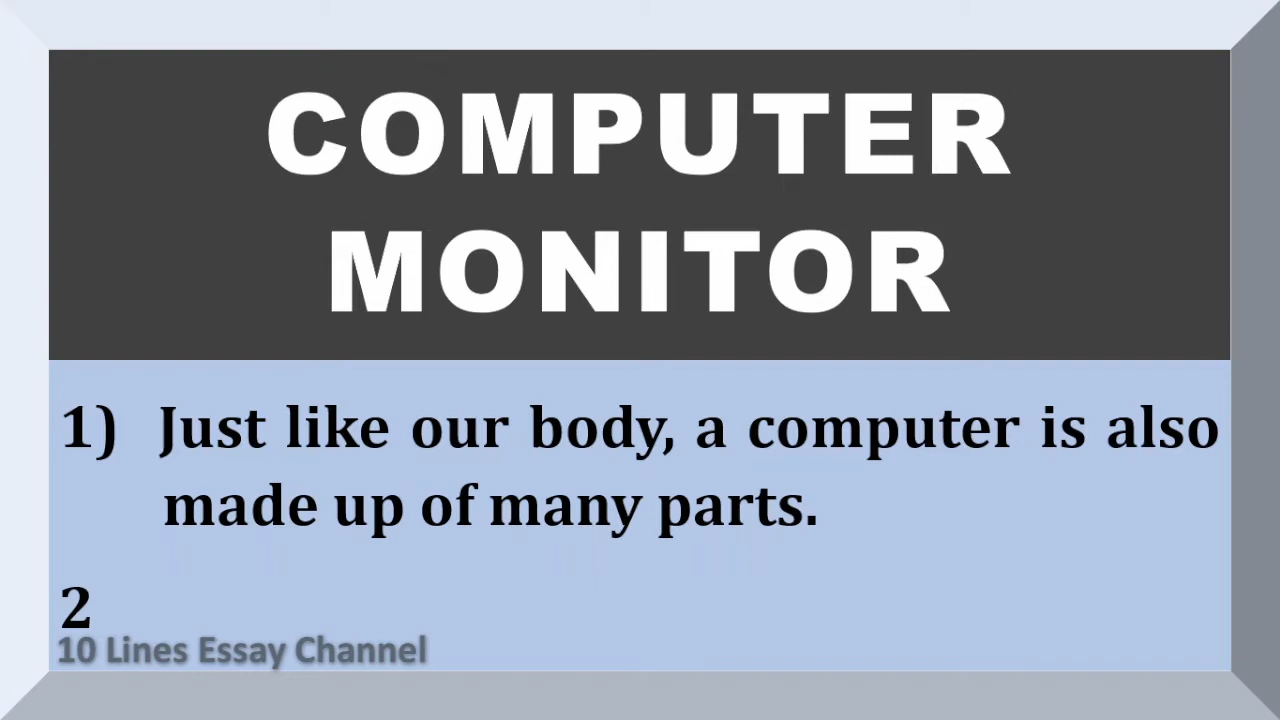 COMPUTER
MONITOR
1) Just like our body, a computer is also
made up of many parts.
2
10 Lines Essay Channel